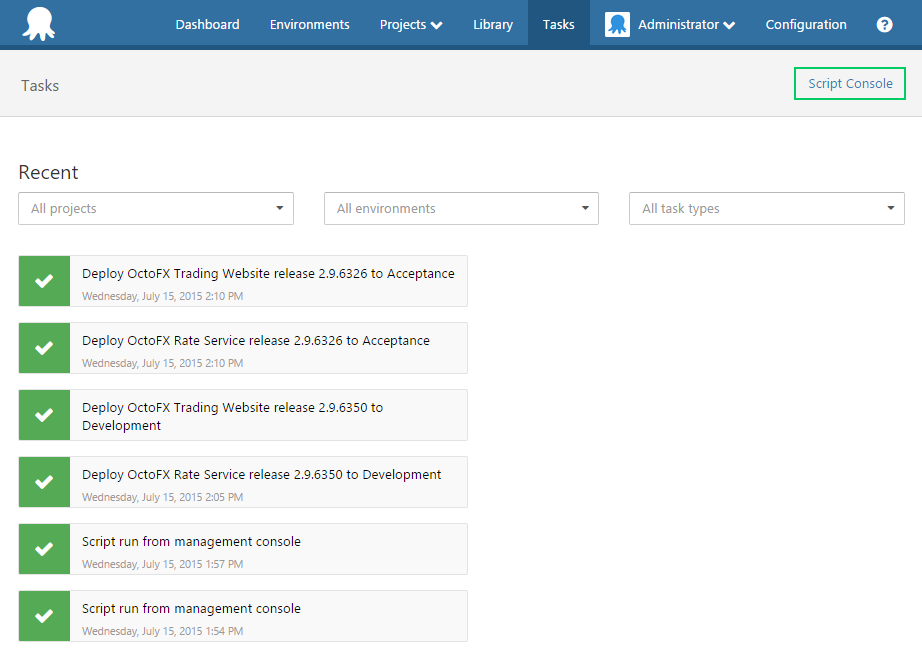 Dashboard Environments Projects Library Tasks Administrator Configuration ?
Tasks
Script Console
Recent
All projects All environments All task types
Deploy OctoFX Trading Website release 2.9.6326 to Acceptance
Wednesday, July 15, 2015 2:10 PM
Deploy OctoFX Rate Service release 2.9.6326 to Acceptance
Wednesday, July 15, 2015 2:10 PM
Deploy OctoFX Trading Website release 2.9.6350 to
Development
Deploy OctoFX Rate Service release 2.9.6350 to Development
Wednesday, July 15, 2015 2:05 PM
Script run from management console
Wednesday, July 15, 2015 1:57 PM
Script run from management console
Wednesday, July 15, 2015 1:54 PM